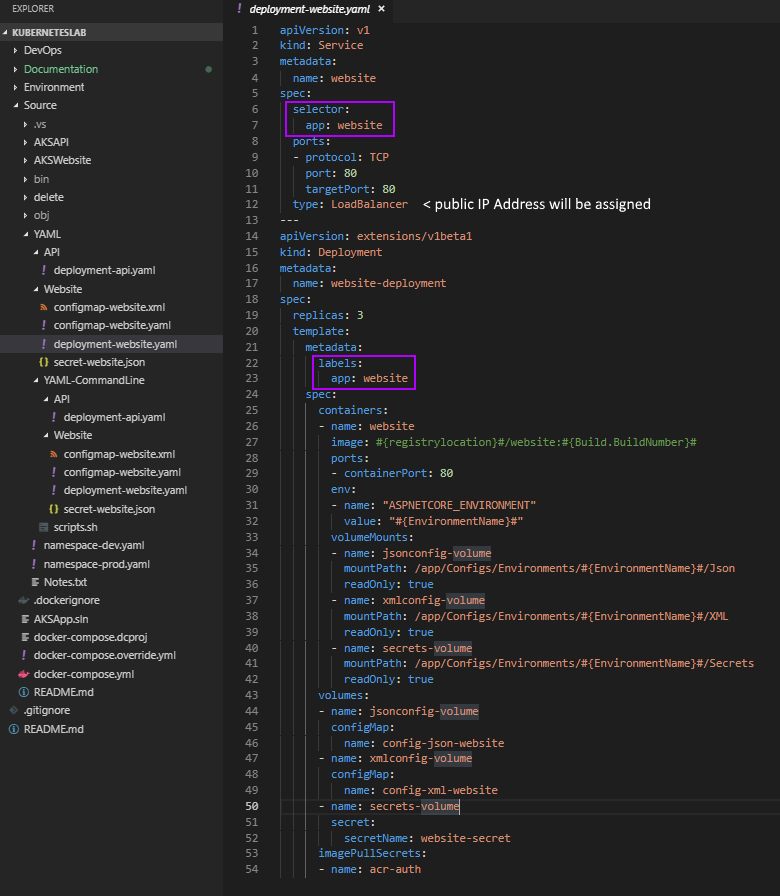 EXPLORER
KUBERNETESLAB
DevOps
Documentation
Environment
Source
.vs
AKSAPI
AKSWebsite
bin
delete
obj
YAML
API
deployment-api.yaml
Website
configmap-website.xml
configmap-website.yaml
deployment-website.yaml
secret-website.json
YAML-CommandLine
API
deployment-api.yaml
Website
configmap-website.xml
configmap-website.yaml
deployment-website.yaml
secret-website.json
scripts.sh
namespace-dev.yaml
namespace-prod.yaml
Notes.txt
.dockerignore
AKSApp.sln
docker-compose.dcproj
docker-compose.override.yml
docker-compose.yml
README.md
.gitignore
README.md
deployment-website.yaml
1 apiVersion: v1
2 kind: Service
3 metadata:
4 name: website
5 spec:
6 selector:
7 app: website
8 ports:
9 - protocol: TCP
10 port: 80
11 targetPort: 80
12 type: LoadBalancer < public IP Address will be assigned
13 ---
14 apiVersion: extensions/v1beta1
15 kind: Deployment
16 metadata:
17 name: website-deployment
18 spec:
19 replicas: 3
20 template:
21 metadata:
22 labels:
23 app: website
24 spec:
25 containers:
26 - name: website
27 image: #{registrylocation}#/website:#{Build.BuildNumber}#
28 ports:
29 - containerPort: 80
30 env:
31 - name: "ASPNETCORE_ENVIRONMENT"
32 value: "#{EnvironmentName}#"
33 volumeMounts:
34 - name: jsonconfig-volume
35 mountPath: /app/Configs/Environments/#{EnvironmentName}#/Json
36 readOnly: true
37 - name: xmlconfig-volume
38 mountPath: /app/Configs/Environments/#{EnvironmentName}#/XML
39 readOnly: true
40 - name: secrets-volume
41 mountPath: /app/Configs/Environments/#{EnvironmentName}#/Secrets
42 readOnly: true
43 volumes:
44 - name: jsonconfig-volume
45 configMap:
46 name: config-json-website
47 - name: xmlconfig-volume
48 configMap:
49 name: config-xml-website
50 - name: secrets-volume
51 secret:
52 secretName: website-secret
53 imagePullSecrets:
54 - name: acr-auth